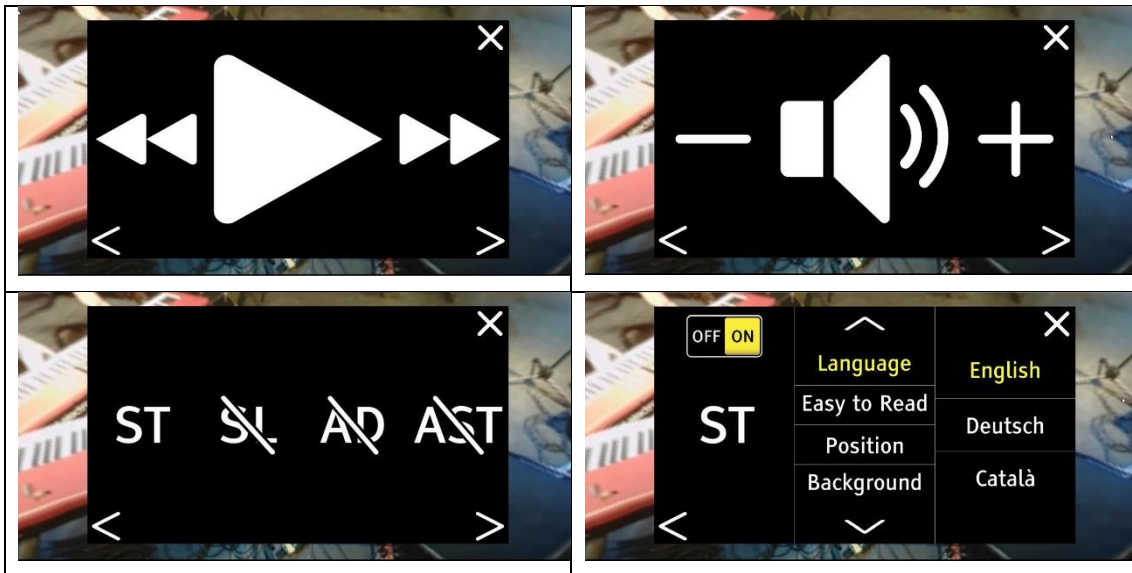 ST SL AD AST
OFF ON
Language
Easy to Read
Position
Background
ST
English
Deutsch
Català